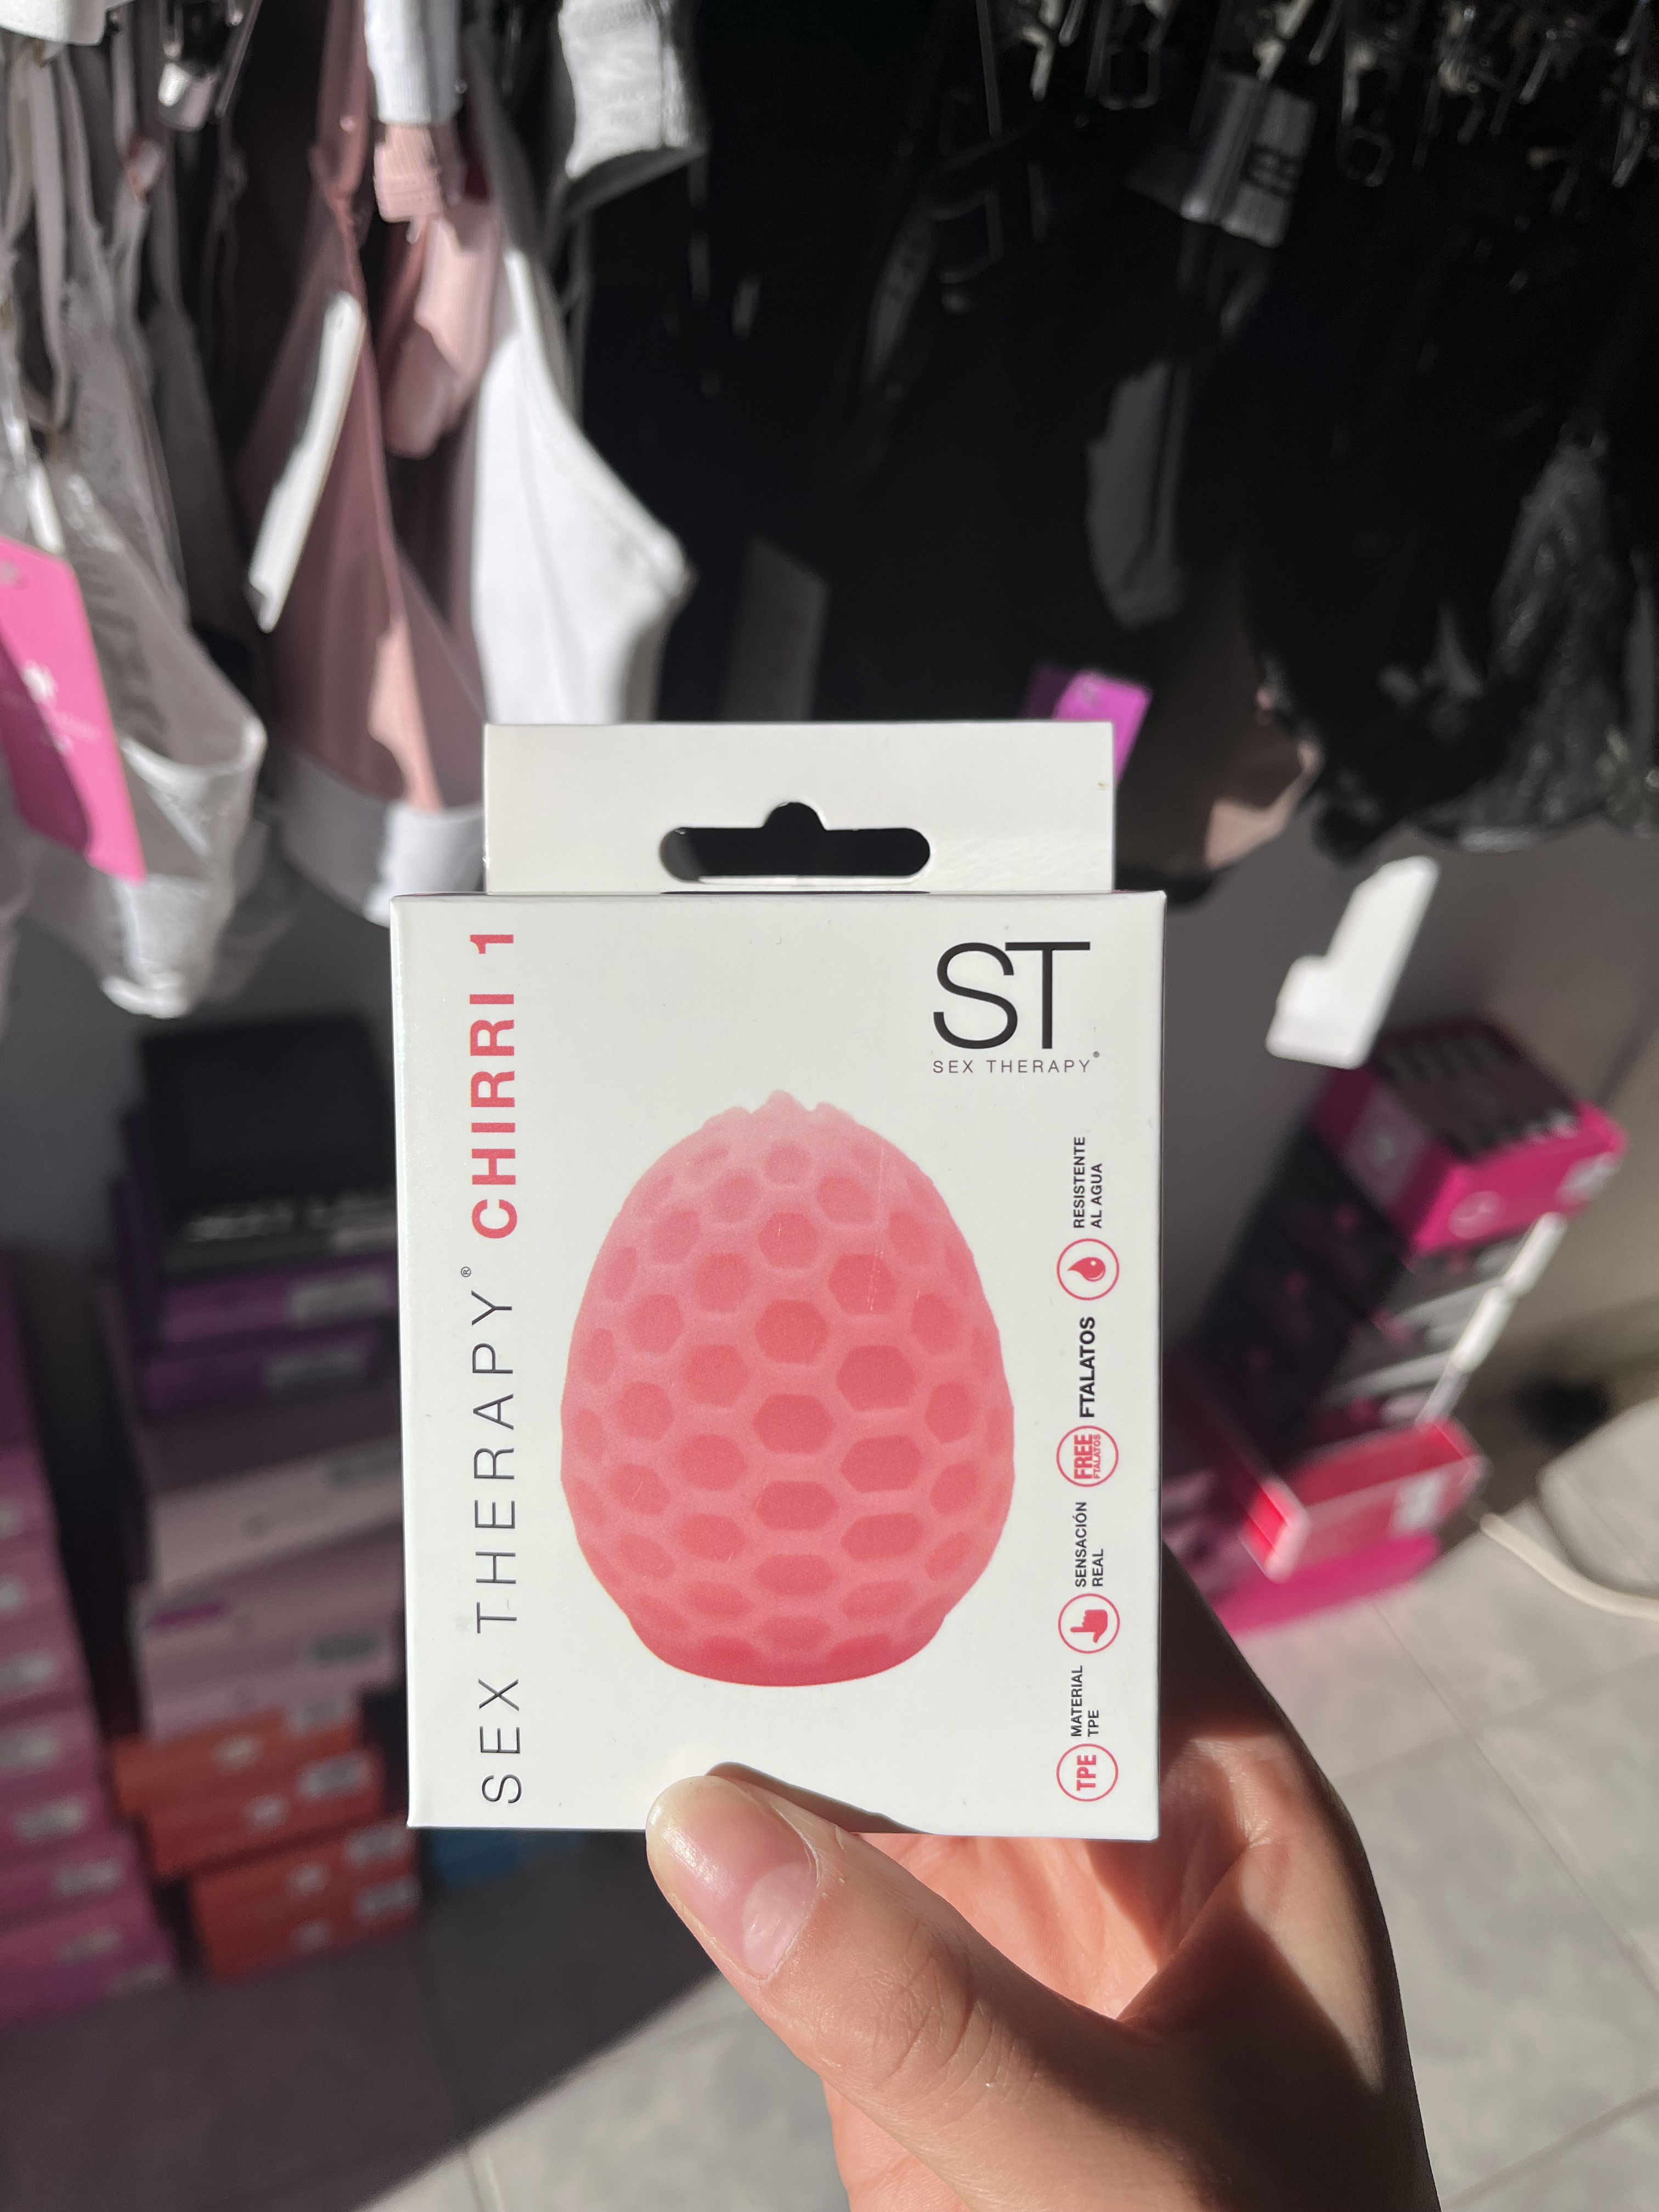 ST
SEX THERAPY®
SEX THERAPY® CHIRRI 1
TPE
MATERIAL
TPE
SENSACIÓN
REAL
FREE
FTALATOS
FTALATOS
RESISTENTE
AL AGUA